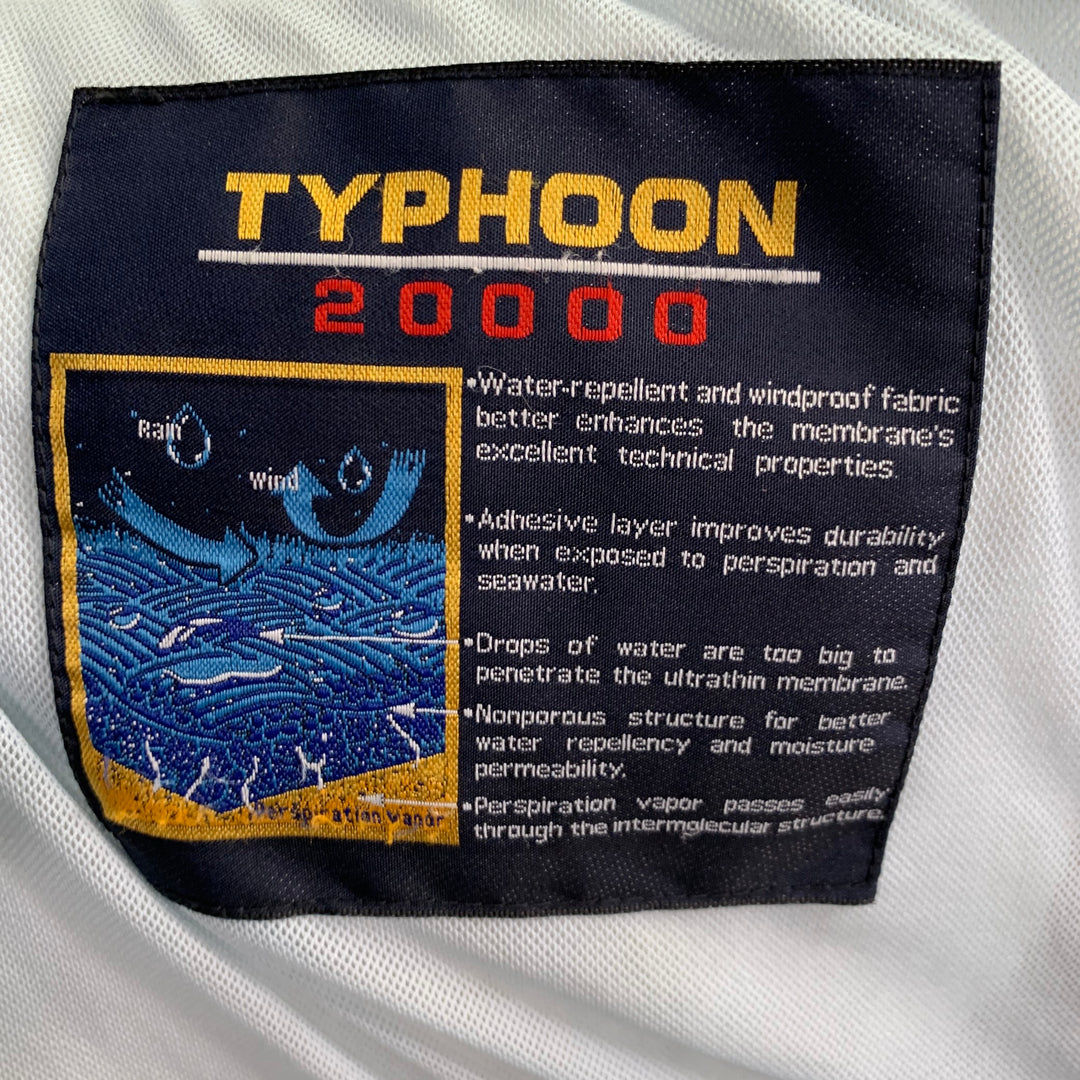 TYPHOON
20000
Rain
Wind
•Water-repellent and windproof fabric
better enhances the membrane's
excellent technical properties.
•Adhesive layer improves durability
when exposed to perspiration and
seawater.
•Drops of water are too big to
penetrate the ultrathin membrane.
•Nonporous structure for better
water repellency and moisture
permeability.
•Perspiration vapor passes easily
through the intermolecular structure.
Perspiration vapor